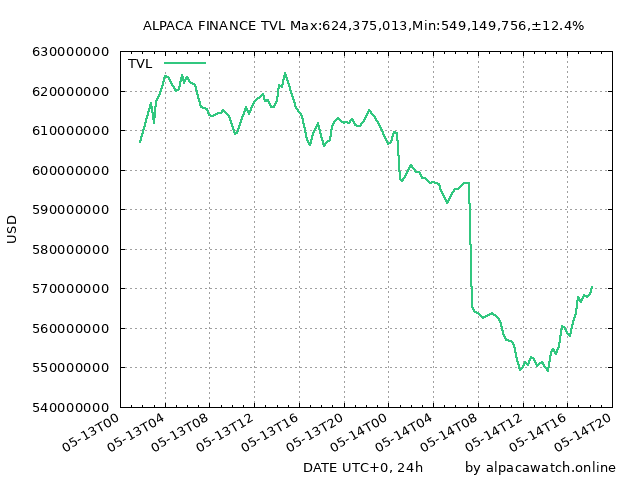 ALPACA FINANCE TVL Max:624,375,013,Min:549,149,756,±12.4%
630000000
620000000
610000000
600000000
590000000
580000000
570000000
560000000
550000000
540000000
USD
TVL
05-13T00
05-13T04
05-13T08
05-13T12
05-13T16
05-13T20
05-14T00
05-14T04
05-14T08
05-14T12
05-14T16
05-14T20
DATE UTC+0, 24h
by alpacawatch.online